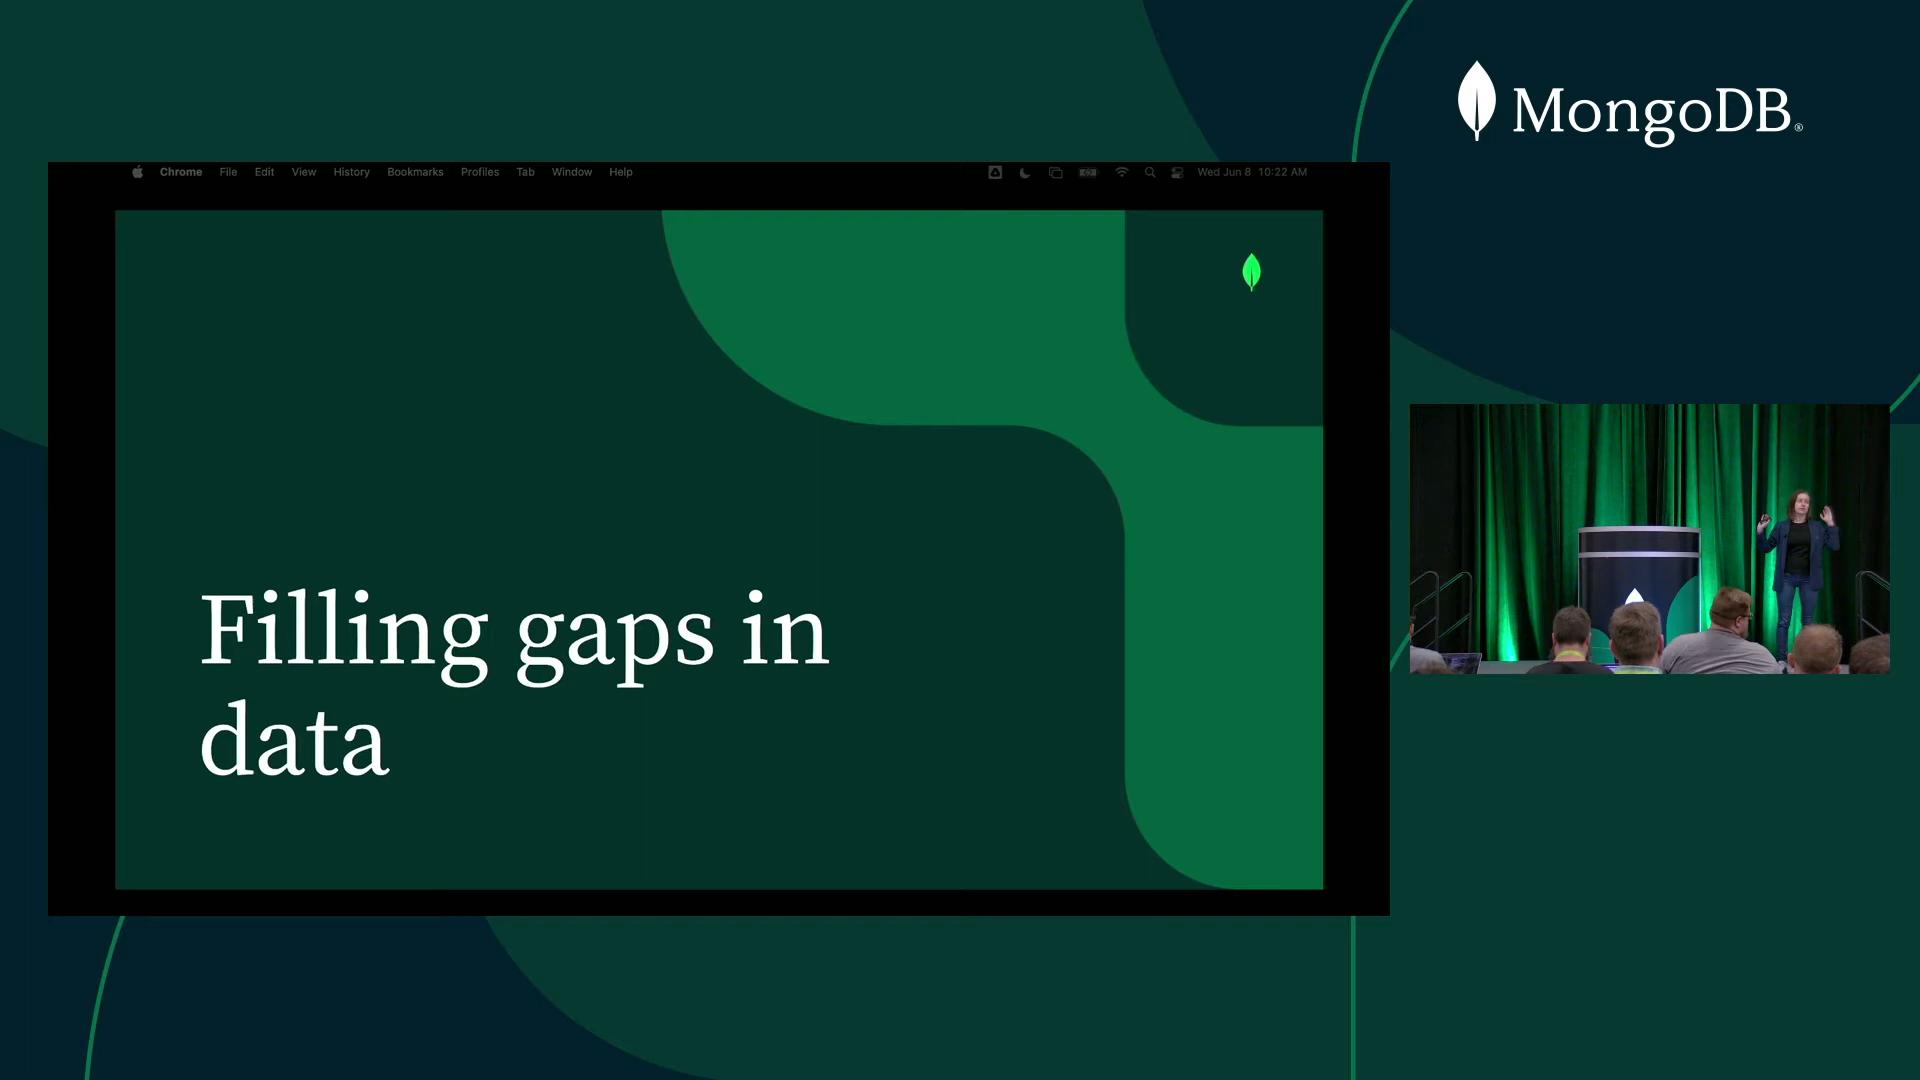 MongoDB®
Chrome File Edit View History Bookmarks Profiles Tab Window Help Wed Jun 8 10:22 AM
Filling gaps in
data